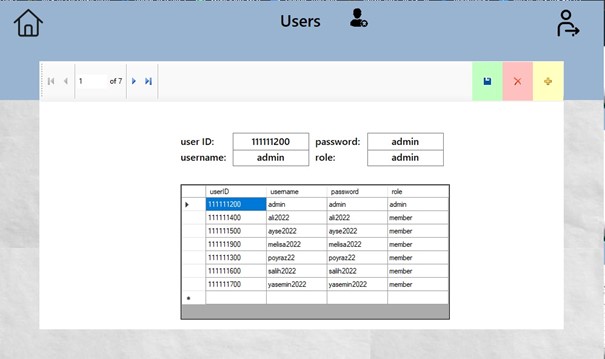 Users
1 of 7
user ID: 111111200 password: admin
username: admin role: admin
userID username password role
111111200 admin admin admin
111111400 ali2022 ali2022 member
111111500 ayse2022 ayse2022 member
111111900 melisa2022 melisa2022 member
111111300 poyraz22 poyraz22 member
111111600 salih2022 salih2022 member
111111700 yasemin2022 yasemin2022 member